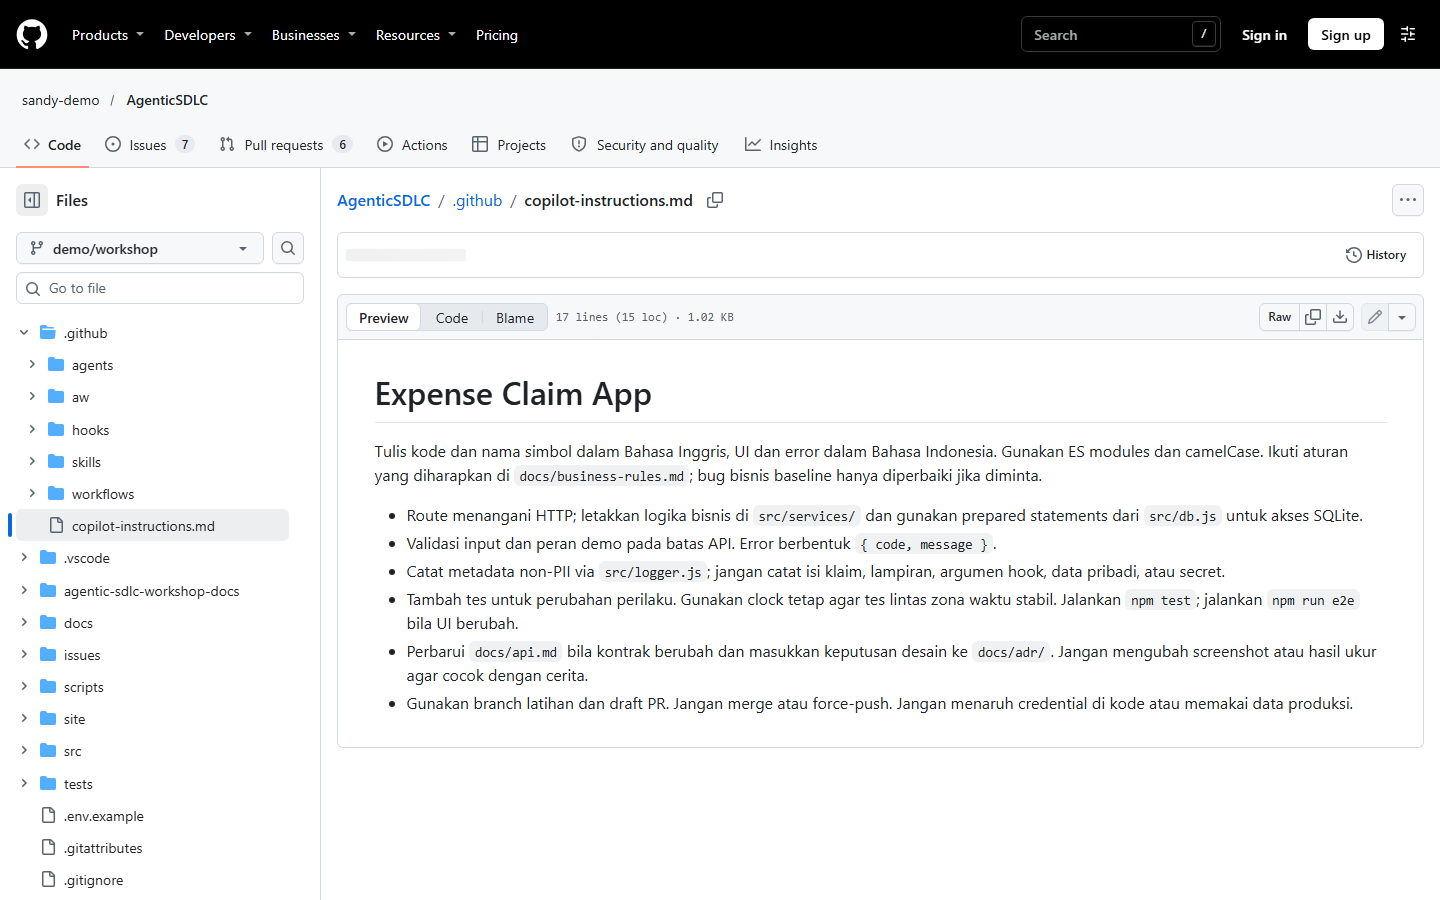 Products Developers Businesses Resources Pricing Search / Sign in Sign up
sandy-demo / AgenticSDLC
Code Issues 7 Pull requests 6 Actions Projects Security and quality Insights
Files
demo/workshop
Go to file
.github
agents
aw
hooks
skills
workflows
copilot-instructions.md
.vscode
agentic-sdlc-workshop-docs
docs
issues
scripts
site
src
tests
.env.example
.gitattributes
.gitignore
AgenticSDLC / .github / copilot-instructions.md
History
Preview Code Blame 17 lines (15 loc) · 1.02 KB Raw
Expense Claim App
Tulis kode dan nama simbol dalam Bahasa Inggris, UI dan error dalam Bahasa Indonesia. Gunakan ES modules dan camelCase. Ikuti aturan
yang diharapkan di docs/business-rules.md; bug bisnis baseline hanya diperbaiki jika diminta.
• Route menangani HTTP; letakkan logika bisnis di src/services/ dan gunakan prepared statements dari src/db.js untuk akses SQLite.
• Validasi input dan peran demo pada batas API. Error berbentuk { code, message }.
• Catat metadata non-PII via src/logger.js; jangan catat isi klaim, lampiran, argumen hook, data pribadi, atau secret.
• Tambah tes untuk perubahan perilaku. Gunakan clock tetap agar tes lintas zona waktu stabil. Jalankan npm test; jalankan npm run e2e
bila UI berubah.
• Perbarui docs/api.md bila kontrak berubah dan masukkan keputusan desain ke docs/adr/. Jangan mengubah screenshot atau hasil ukur
agar cocok dengan cerita.
• Gunakan branch latihan dan draft PR. Jangan merge atau force-push. Jangan menaruh credential di kode atau memakai data produksi.